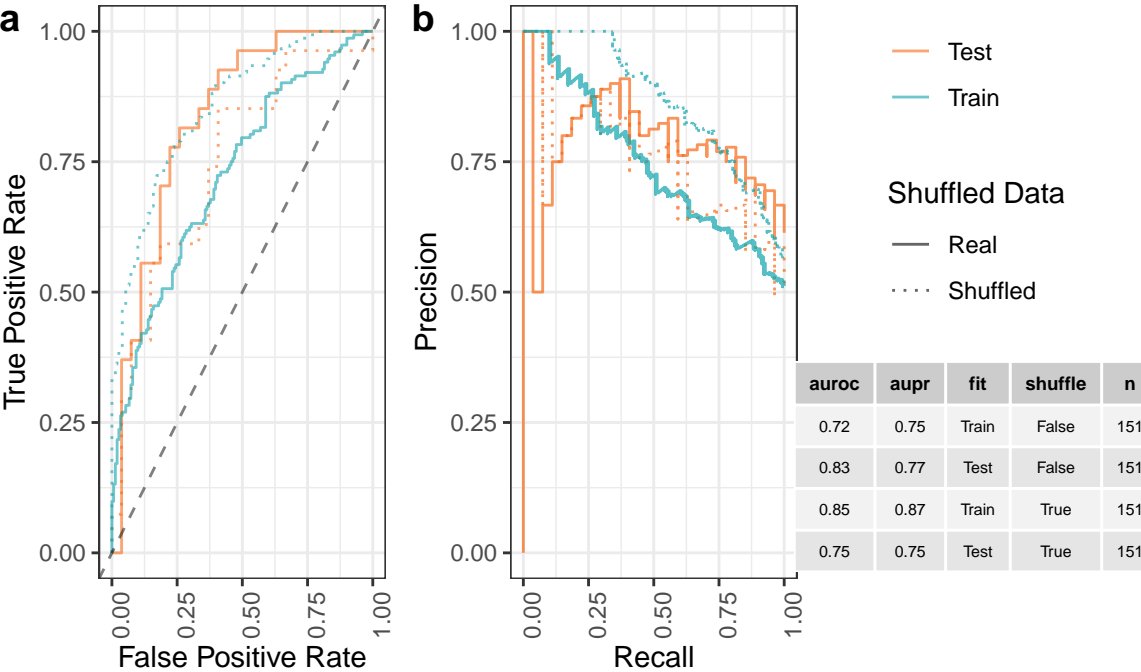 a
True Positive Rate
1.00
0.75
0.50
0.25
0.00
0.00
0.25
0.50
0.75
1.00
False Positive Rate
b
Precision
1.00
0.75
0.50
0.25
0.00
0.00
0.25
0.50
0.75
1.00
Recall
Test
Train
Shuffled Data
Real
Shuffled
auroc aupr fit shuffle n
0.72 0.75 Train False 151
0.83 0.77 Test False 151
0.85 0.87 Train True 151
0.75 0.75 Test True 151